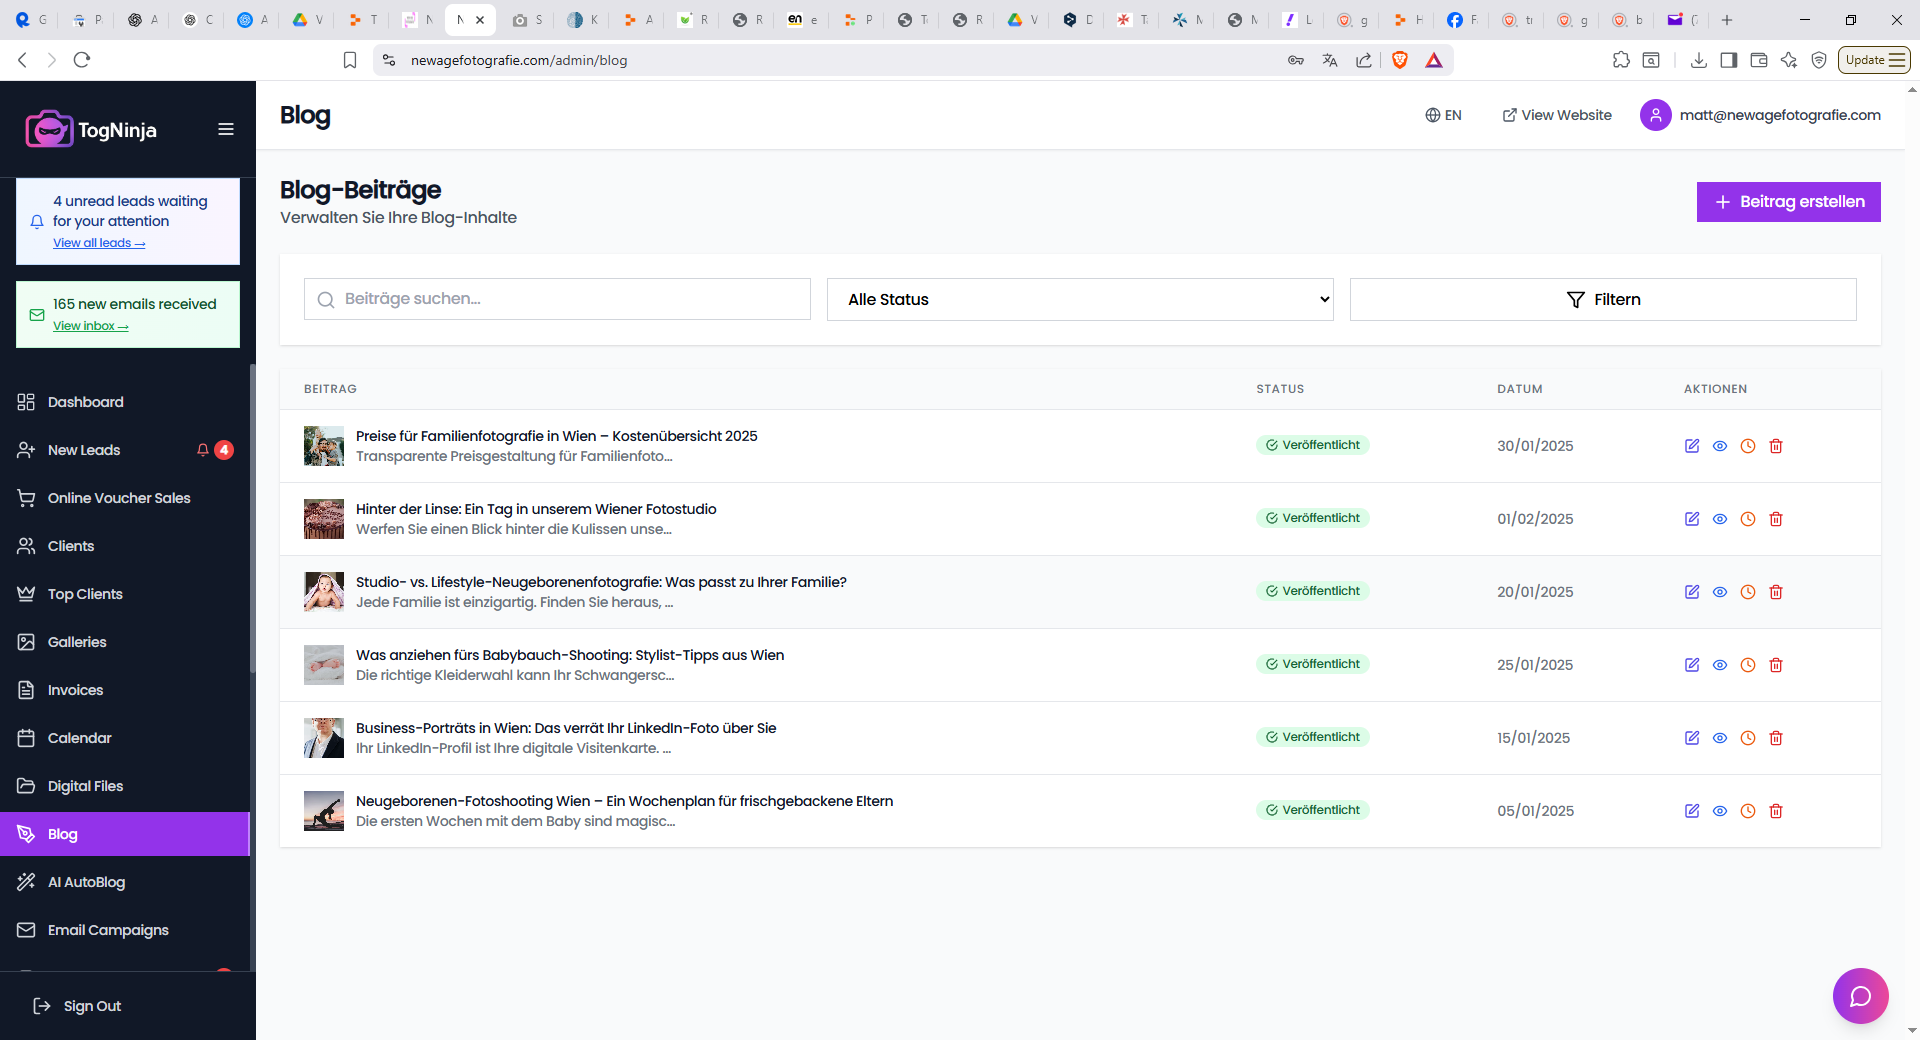 newagefotografie.com/admin/blog
Update
TogNinja
4 unread leads waiting
for your attention
View all leads →
165 new emails received
View inbox →
Dashboard
New Leads
4
Online Voucher Sales
Clients
Top Clients
Galleries
Invoices
Calendar
Digital Files
Blog
AI AutoBlog
Email Campaigns
Sign Out
Blog
EN
View Website
matt@newagefotografie.com
Blog-Beiträge
Verwalten Sie Ihre Blog-Inhalte
Beitrag erstellen
Beiträge suchen...
Alle Status
Filtern
BEITRAG STATUS DATUM AKTIONEN
Preise für Familienfotografie in Wien – Kostenübersicht 2025
Transparente Preisgestaltung für Familienfoto...
Veröffentlicht
30/01/2025
Hinter der Linse: Ein Tag in unserem Wiener Fotostudio
Werfen Sie einen Blick hinter die Kulissen unse...
Veröffentlicht
01/02/2025
Studio- vs. Lifestyle-Neugeborenenfotografie: Was passt zu Ihrer Familie?
Jede Familie ist einzigartig. Finden Sie heraus, ...
Veröffentlicht
20/01/2025
Was anziehen fürs Babybauch-Shooting: Stylist-Tipps aus Wien
Die richtige Kleiderwahl kann Ihr Schwangersc...
Veröffentlicht
25/01/2025
Business-Porträts in Wien: Das verrät Ihr LinkedIn-Foto über Sie
Ihr LinkedIn-Profil ist Ihre digitale Visitenkarte. ...
Veröffentlicht
15/01/2025
Neugeborenen-Fotoshooting Wien – Ein Wochenplan für frischgebackene Eltern
Die ersten Wochen mit dem Baby sind magisc...
Veröffentlicht
05/01/2025